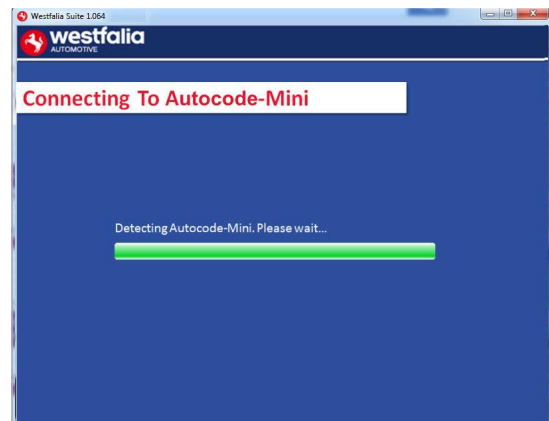 Westfalia Suite 1.064
westfalia
AUTOMOTIVE
Connecting To Autocode-Mini
Detecting Autocode-Mini. Please wait...